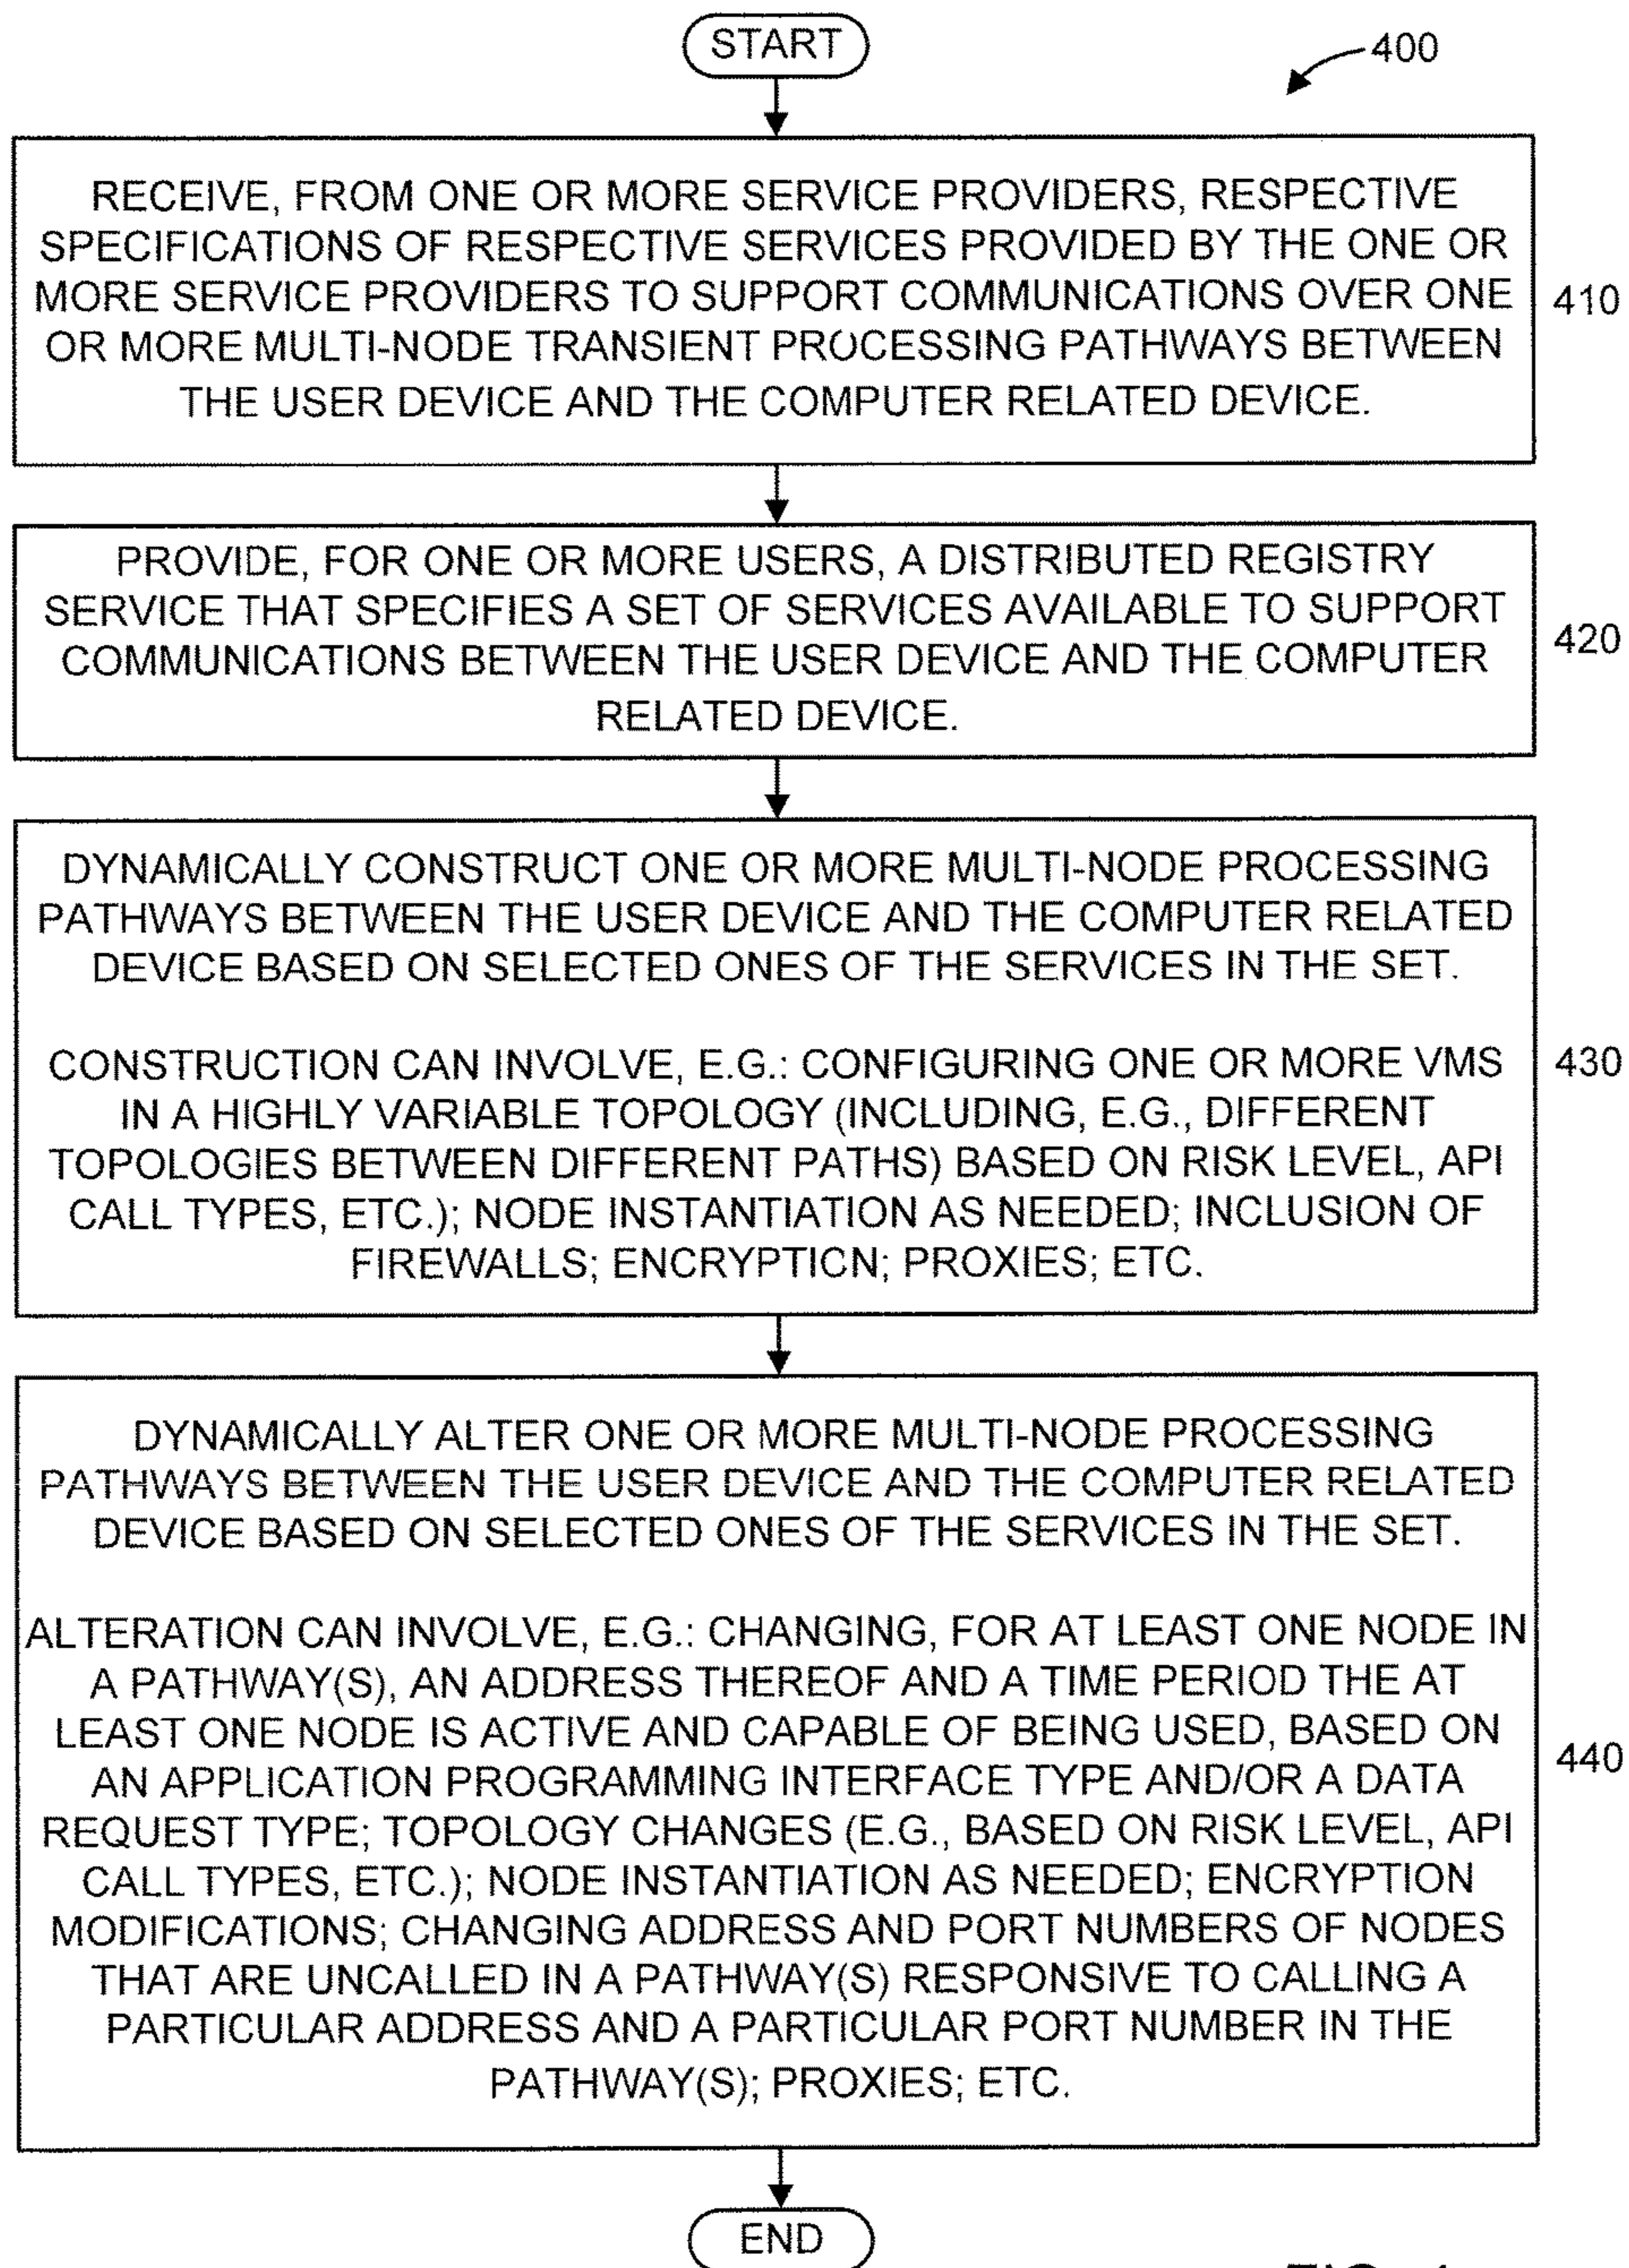 START
400
RECEIVE, FROM ONE OR MORE SERVICE PROVIDERS, RESPECTIVE
SPECIFICATIONS OF RESPECTIVE SERVICES PROVIDED BY THE ONE OR
MORE SERVICE PROVIDERS TO SUPPORT COMMUNICATIONS OVER ONE
OR MORE MULTI-NODE TRANSIENT PROCESSING PATHWAYS BETWEEN
THE USER DEVICE AND THE COMPUTER RELATED DEVICE.
410
PROVIDE, FOR ONE OR MORE USERS, A DISTRIBUTED REGISTRY
SERVICE THAT SPECIFIES A SET OF SERVICES AVAILABLE TO SUPPORT
COMMUNICATIONS BETWEEN THE USER DEVICE AND THE COMPUTER
RELATED DEVICE.
420
DYNAMICALLY CONSTRUCT ONE OR MORE MULTI-NODE PROCESSING
PATHWAYS BETWEEN THE USER DEVICE AND THE COMPUTER RELATED
DEVICE BASED ON SELECTED ONES OF THE SERVICES IN THE SET.
CONSTRUCTION CAN INVOLVE, E.G.: CONFIGURING ONE OR MORE VMS
IN A HIGHLY VARIABLE TOPOLOGY (INCLUDING, E.G., DIFFERENT
TOPOLOGIES BETWEEN DIFFERENT PATHS) BASED ON RISK LEVEL, API
CALL TYPES, ETC.); NODE INSTANTIATION AS NEEDED; INCLUSION OF
FIREWALLS; ENCRYPTION; PROXIES; ETC.
430
DYNAMICALLY ALTER ONE OR MORE MULTI-NODE PROCESSING
PATHWAYS BETWEEN THE USER DEVICE AND THE COMPUTER RELATED
DEVICE BASED ON SELECTED ONES OF THE SERVICES IN THE SET.
ALTERATION CAN INVOLVE, E.G.: CHANGING, FOR AT LEAST ONE NODE IN
A PATHWAY(S), AN ADDRESS THEREOF AND A TIME PERIOD THE AT
LEAST ONE NODE IS ACTIVE AND CAPABLE OF BEING USED, BASED ON
AN APPLICATION PROGRAMMING INTERFACE TYPE AND/OR A DATA
REQUEST TYPE; TOPOLOGY CHANGES (E.G., BASED ON RISK LEVEL, API
CALL TYPES, ETC.); NODE INSTANTIATION AS NEEDED; ENCRYPTION
MODIFICATIONS; CHANGING ADDRESS AND PORT NUMBERS OF NODES
THAT ARE UNCALLED IN A PATHWAY(S) RESPONSIVE TO CALLING A
PARTICULAR ADDRESS AND A PARTICULAR PORT NUMBER IN THE
PATHWAY(S); PROXIES; ETC.
440
END